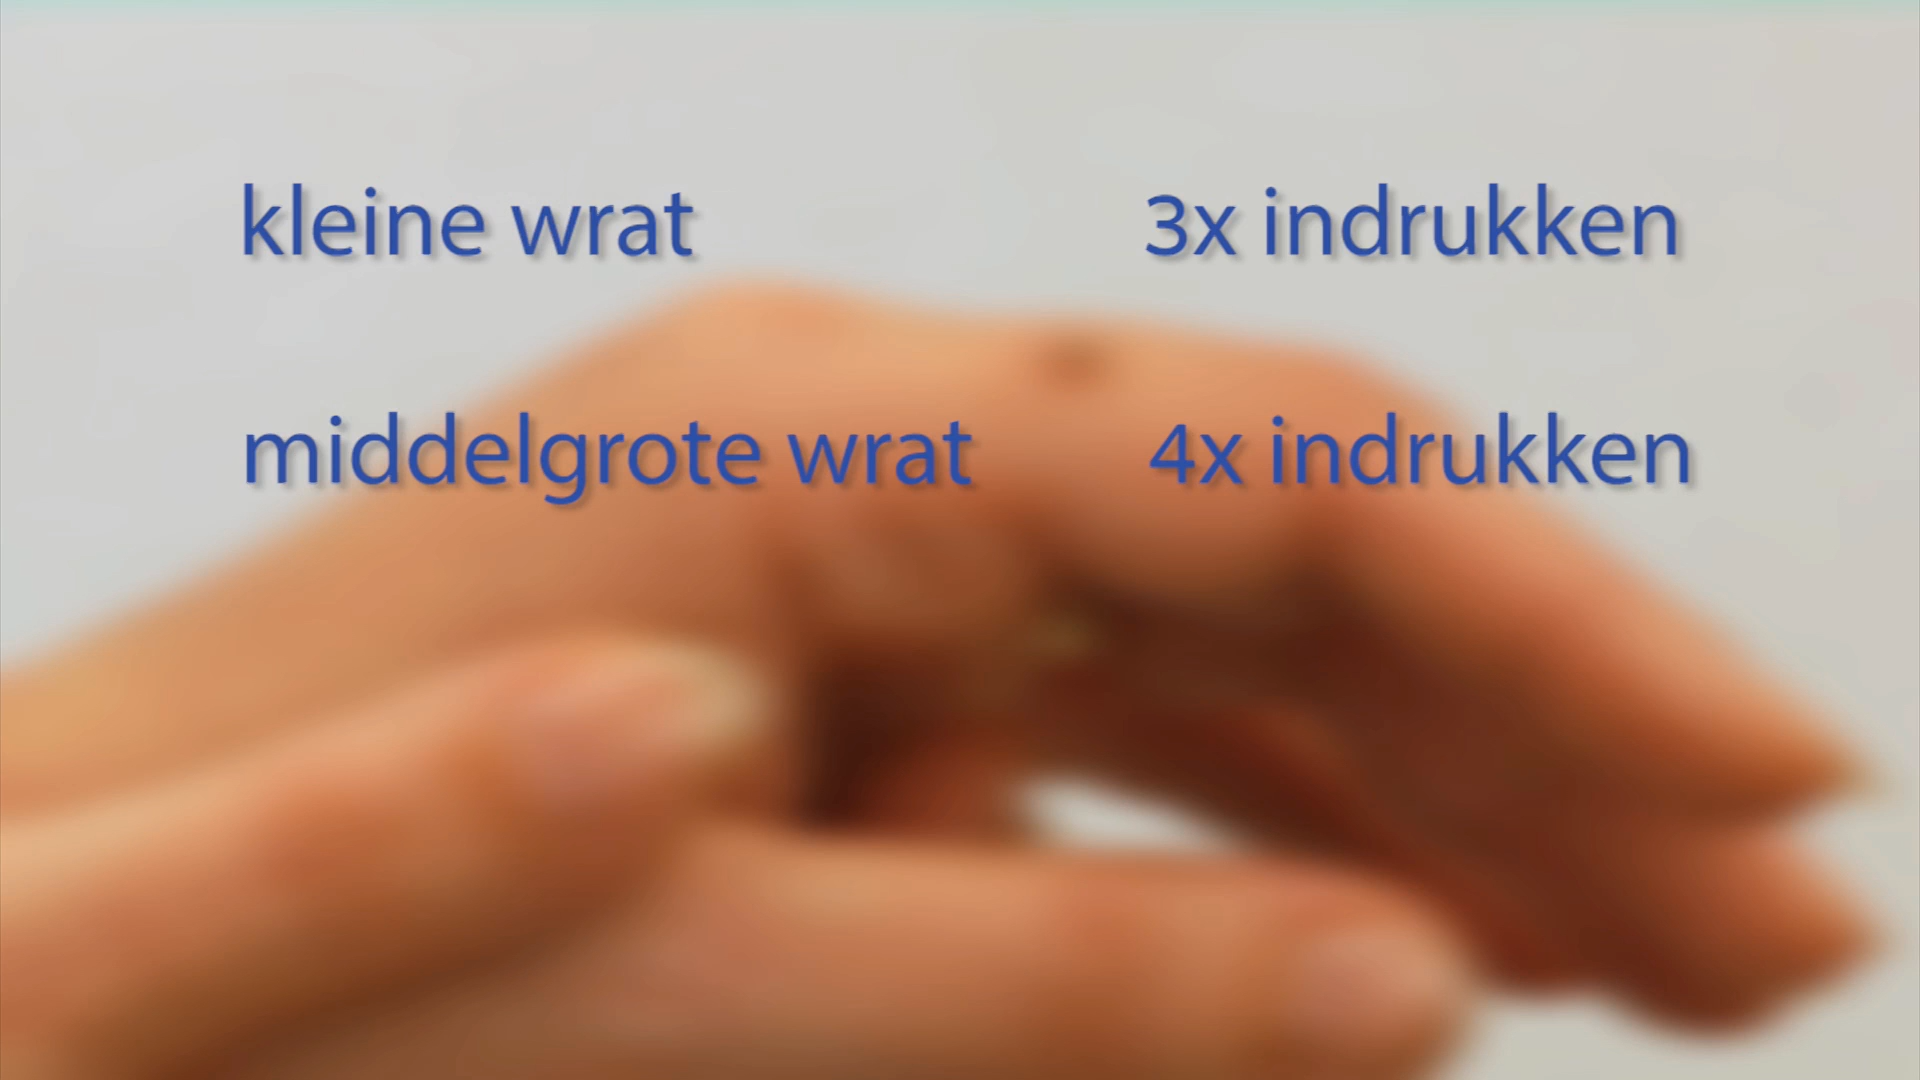 kleine wrat 3x indrukken
middelgrote wrat 4x indrukken